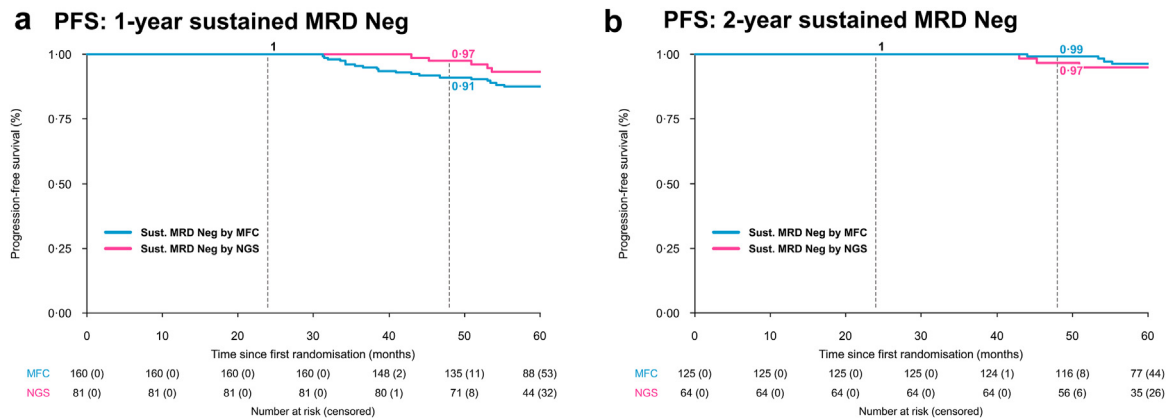 a PFS: 1-year sustained MRD Neg
1
1·00
0·97
0·91
0·75
0·50
0·25
0·00
Progression-free survival (%)
Sust. MRD Neg by MFC
Sust. MRD Neg by NGS
0 10 20 30 40 50 60
Time since first randomisation (months)
MFC 160 (0) 160 (0) 160 (0) 160 (0) 148 (2) 135 (11) 88 (53)
NGS 81 (0) 81 (0) 81 (0) 81 (0) 80 (1) 71 (8) 44 (32)
Number at risk (censored)
b PFS: 2-year sustained MRD Neg
1
1·00
0·99
0·97
0·75
0·50
0·25
0·00
Progression-free survival (%)
Sust. MRD Neg by MFC
Sust. MRD Neg by NGS
0 10 20 30 40 50 60
Time since first randomisation (months)
MFC 125 (0) 125 (0) 125 (0) 125 (0) 124 (1) 116 (8) 77 (44)
NGS 64 (0) 64 (0) 64 (0) 64 (0) 64 (0) 56 (6) 35 (26)
Number at risk (censored)